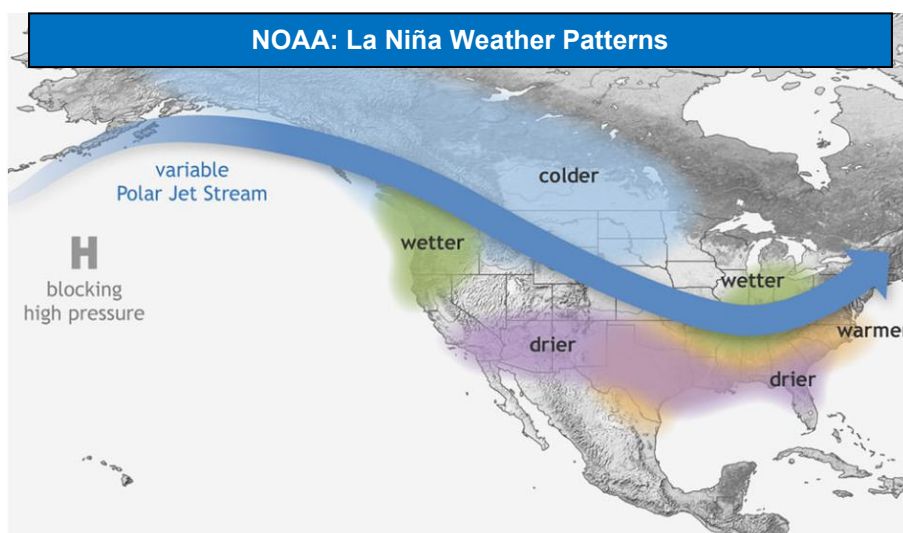 NOAA: La Niña Weather Patterns
colder
variable
Polar Jet Stream
wetter
H
blocking
high pressure
wetter
warmer
drier
drier